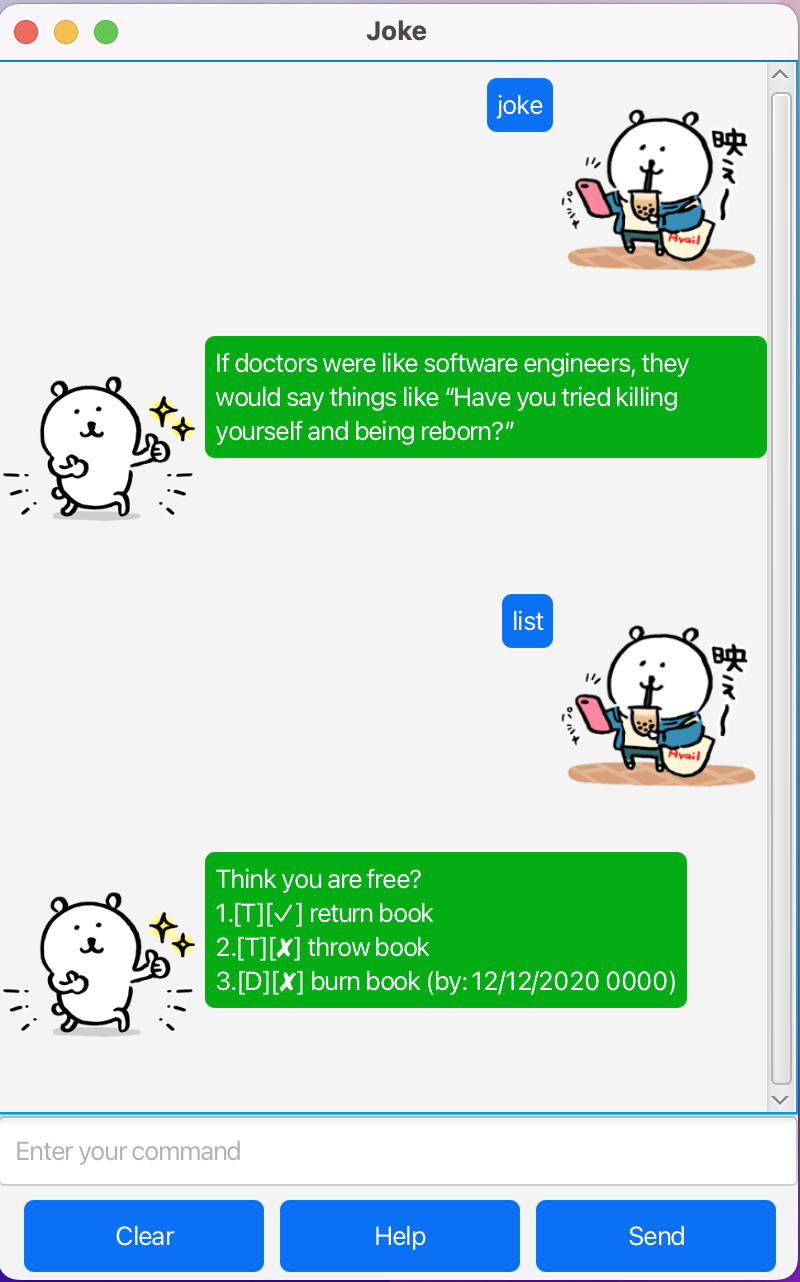 Joke
joke
映え〜
パシャ
Avail
If doctors were like software engineers, they
would say things like “Have you tried killing
yourself and being reborn?”
list
映え〜
パシャ
Avail
Think you are free?
1.[T][✓] return book
2.[T][✘] throw book
3.[D][✘] burn book (by: 12/12/2020 0000)
Enter your command
Clear
Help
Send